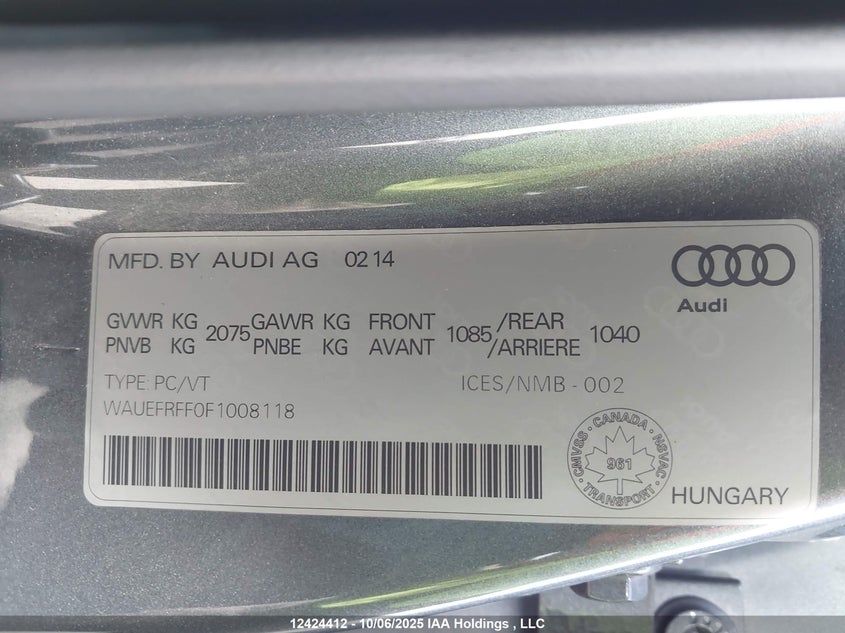 MFD. BY AUDI AG 0214
Audi
GVWR KG 2075 GAWR KG FRONT 1085 /REAR 1040
PNVB KG PNBE KG AVANT /ARRIERE
TYPE: PC/VT ICES/NMB - 002
WAUEFRFF0F1008118
CMVSS · CANADA · NSVAC · TRANSPORT ·
961
HUNGARY
12424412 - 10/06/2025 IAA Holdings , LLC